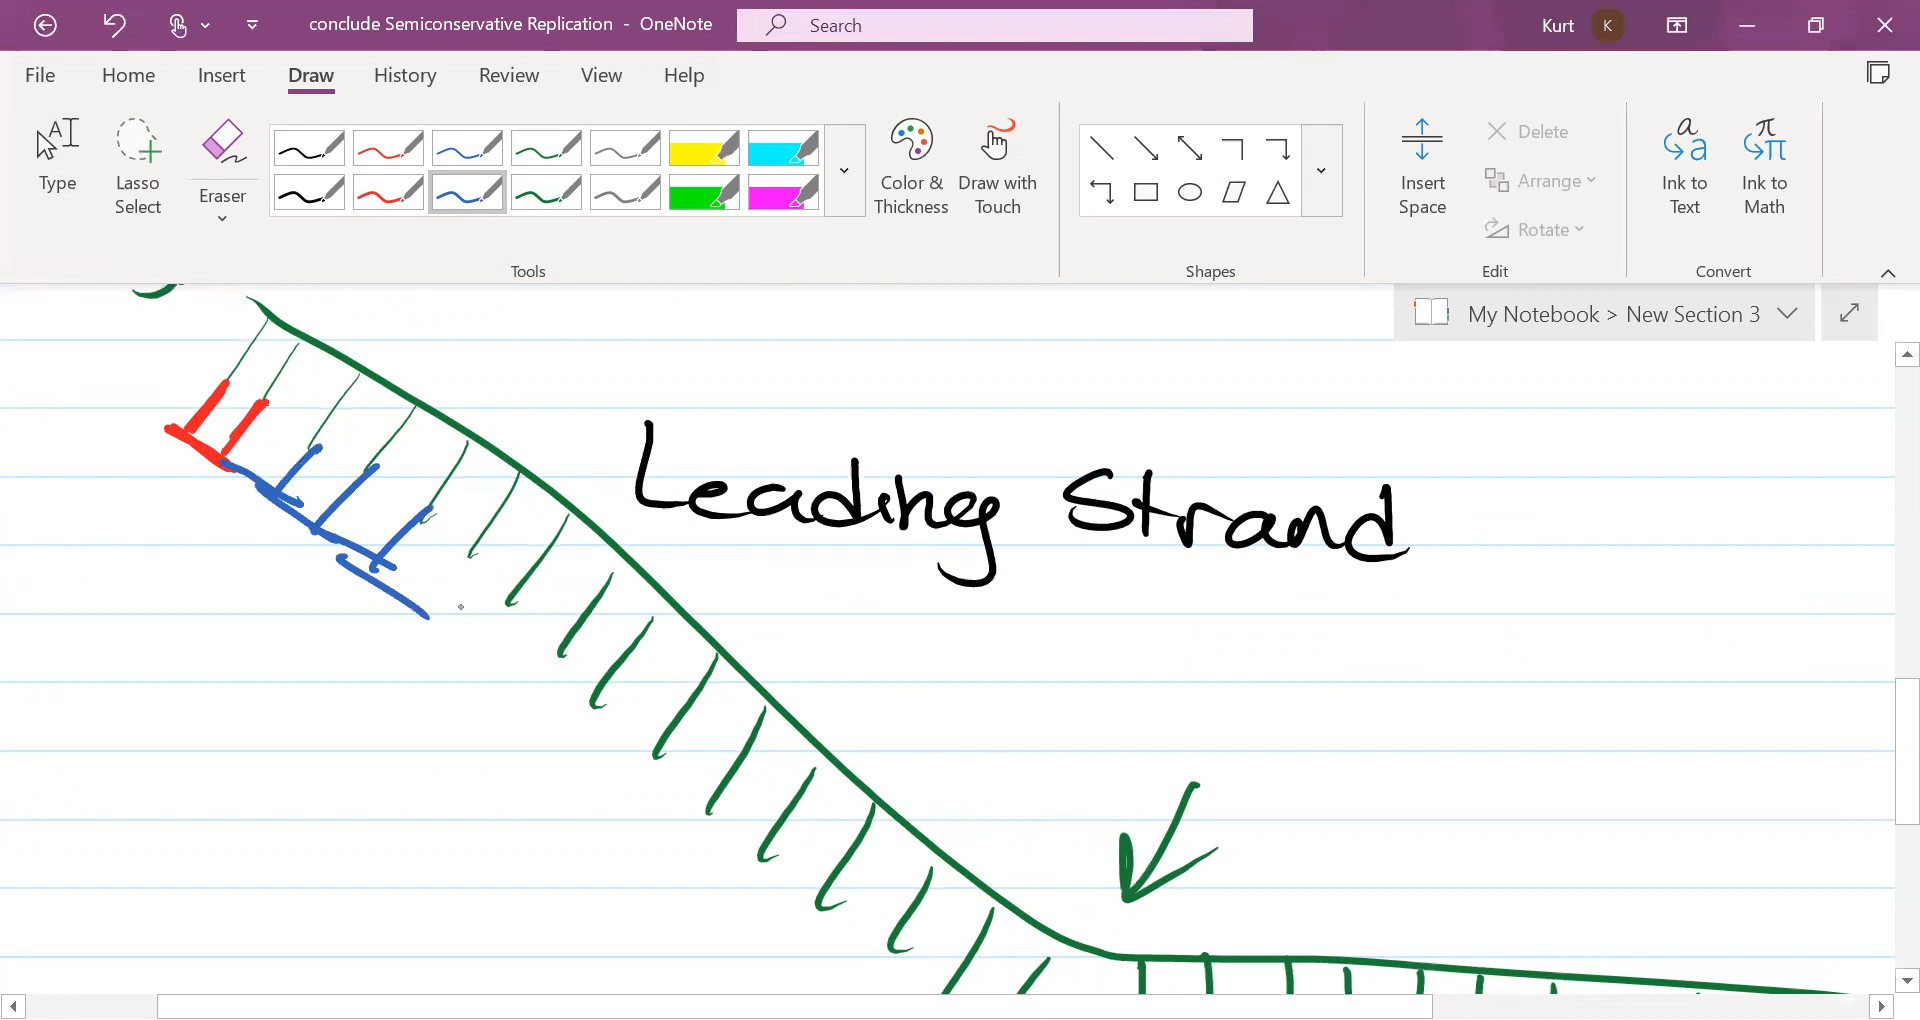 conclude Semiconservative Replication - OneNote
Search
Kurt
K
File Home Insert Draw History Review View Help
Type
Lasso Select
Eraser
Color & Thickness
Draw with Touch
Tools
Shapes
Insert Space
Delete
Arrange
Rotate
Edit
Ink to Text
Ink to Math
Convert
My Notebook > New Section 3
Leading Strand